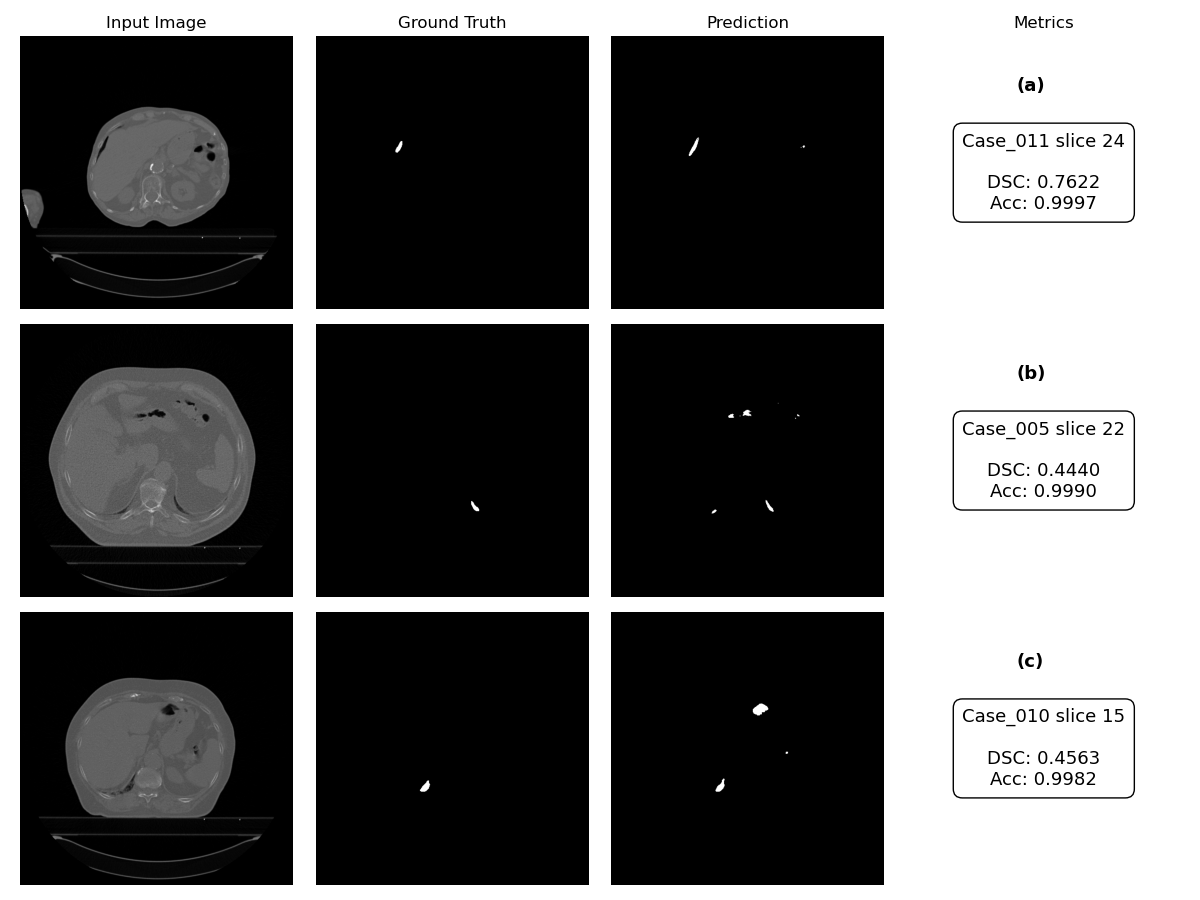 Input Image
Ground Truth
Prediction
Metrics
(a)
Case_011 slice 24
DSC: 0.7622
Acc: 0.9997
(b)
Case_005 slice 22
DSC: 0.4440
Acc: 0.9990
(c)
Case_010 slice 15
DSC: 0.4563
Acc: 0.9982